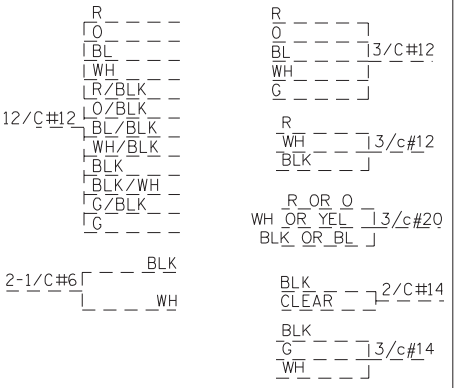 R
O
BL
WH
R/BLK
O/BLK
12/C#12
BL/BLK
WH/BLK
BLK
BLK/WH
G/BLK
G
BLK
2-1/C#6
WH
R
O
BL
3/C#12
WH
G
R
WH
3/c#12
BLK
R OR O
WH OR YEL
3/c#20
BLK OR BL
BLK
2/C#14
CLEAR
BLK
G
3/c#14
WH